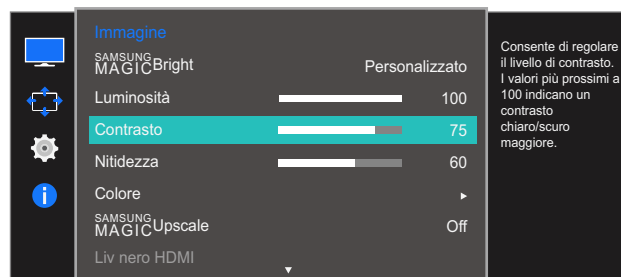 Immagine
SAMSUNG MAGICBright Personalizzato
Luminosità 100
Contrasto 75
Nitidezza 60
Colore
SAMSUNG MAGICUpscale Off
Liv nero HDMI
Consente di regolare
il livello di contrasto.
I valori più prossimi a
100 indicano un
contrasto
chiaro/scuro
maggiore.